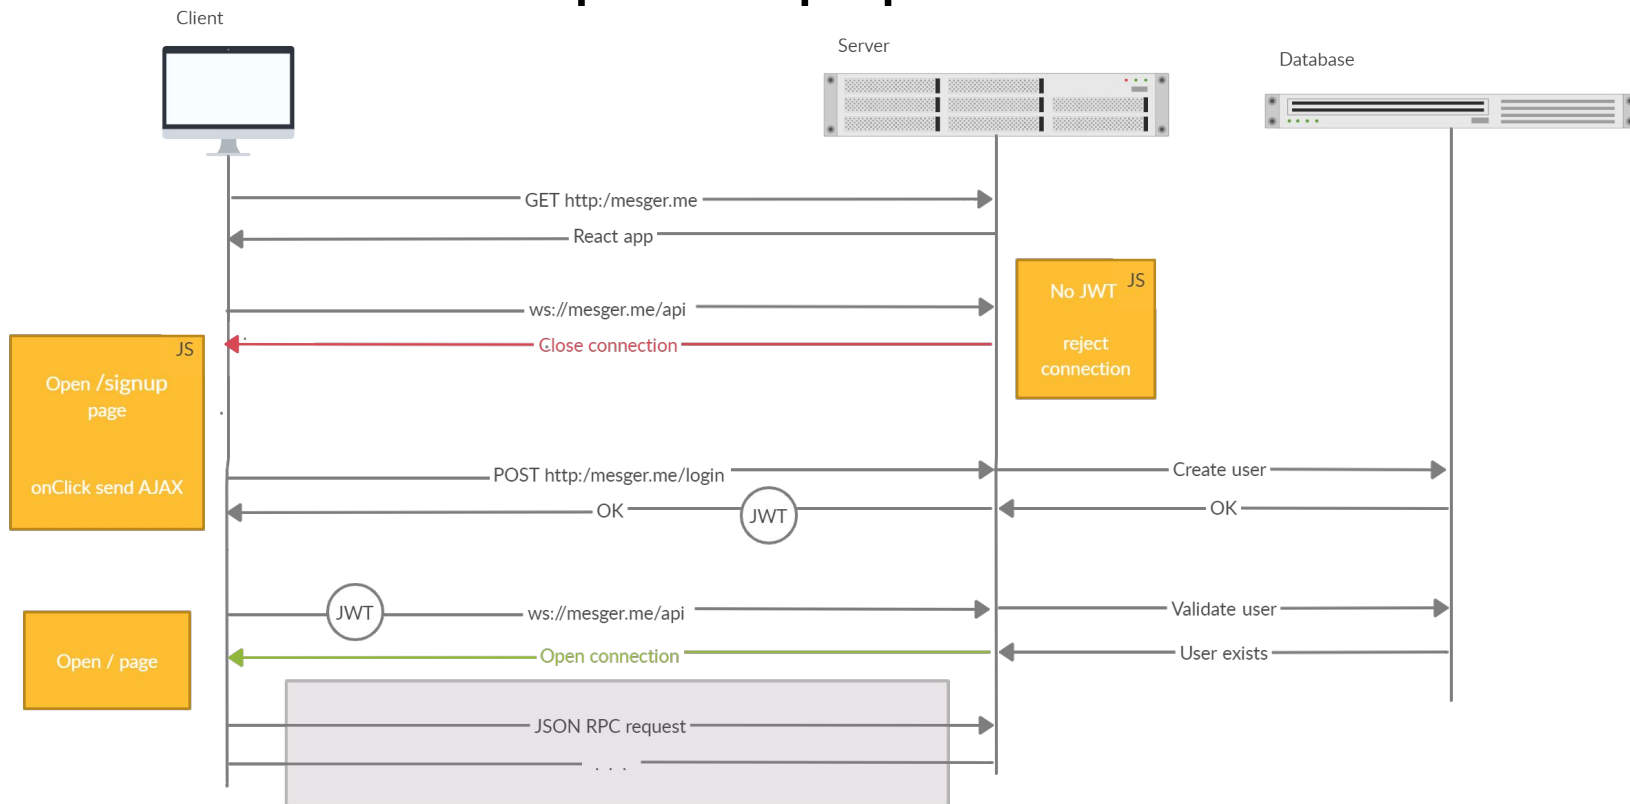 Client
Server
Database
GET http:/mesger.me
React app
No JWT
JS
reject
connection
ws://mesger.me/api
Close connection
JS
Open /signup
page
onClick send AJAX
POST http:/mesger.me/login
Create user
OK
JWT
OK
JWT
ws://mesger.me/api
Validate user
Open / page
Open connection
User exists
JSON RPC request
. . .